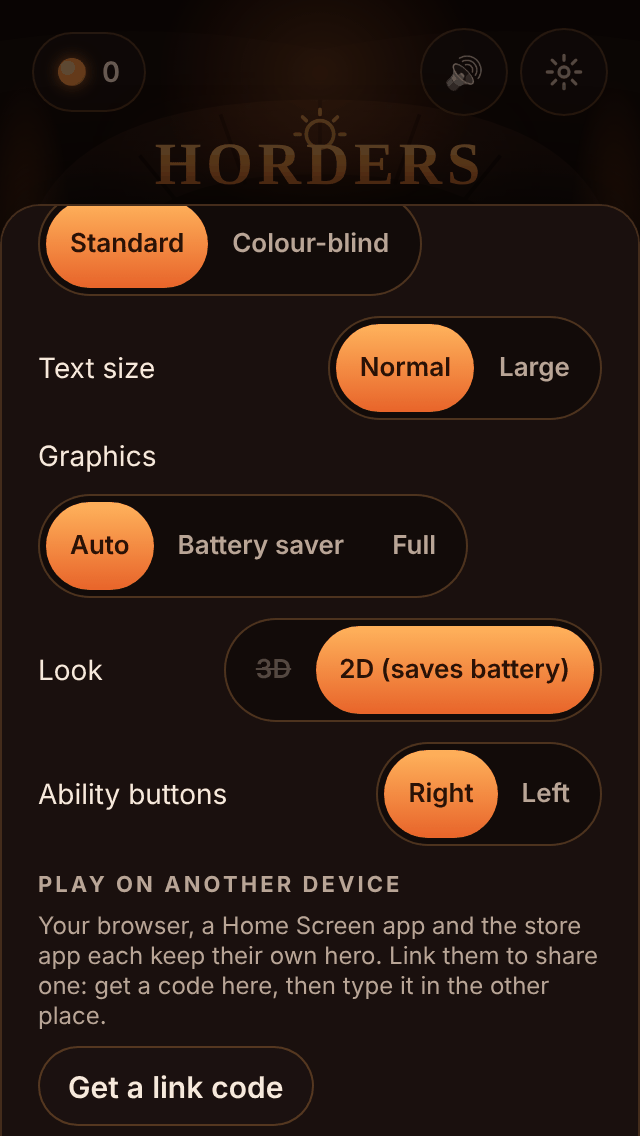 0
HORDERS
Standard Colour-blind
Text size Normal Large
Graphics
Auto Battery saver Full
Look 3D 2D (saves battery)
Ability buttons Right Left
PLAY ON ANOTHER DEVICE
Your browser, a Home Screen app and the store
app each keep their own hero. Link them to share
one: get a code here, then type it in the other
place.
Get a link code